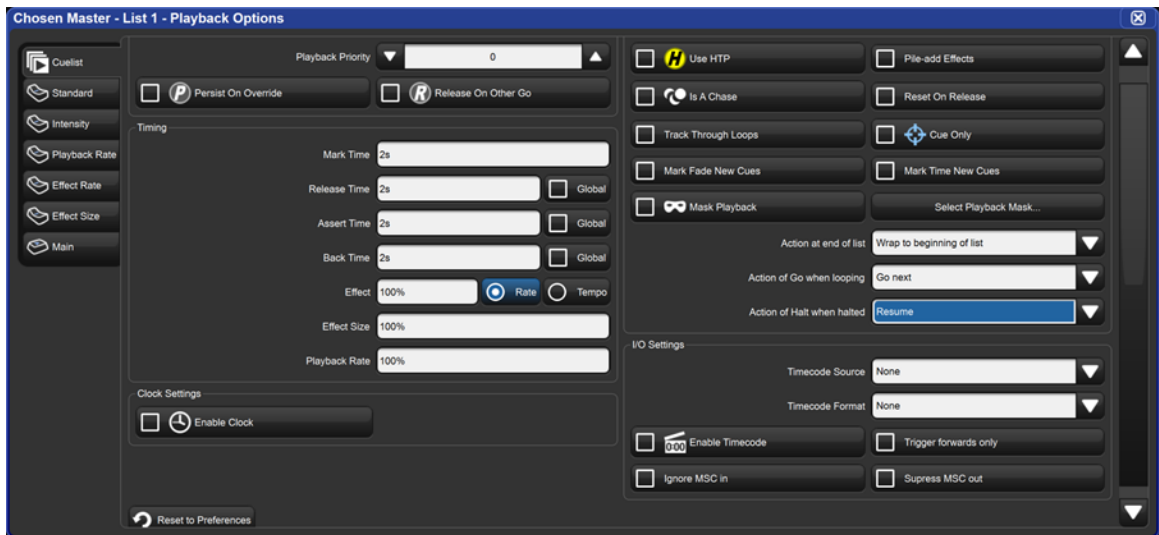 Chosen Master - List 1 - Playback Options
Cuelist
Standard
Intensity
Playback Rate
Effect Rate
Effect Size
Main
Playback Priority 0
P Persist On Override
R Release On Other Go
Timing
Mark Time 2s
Release Time 2s Global
Assert Time 2s Global
Back Time 2s Global
Effect 100% Rate Tempo
Effect Size 100%
Playback Rate 100%
Clock Settings
Enable Clock
Reset to Preferences
H Use HTP
Pile-add Effects
Is A Chase
Reset On Release
Track Through Loops
Cue Only
Mark Fade New Cues
Mark Time New Cues
Mask Playback
Select Playback Mask...
Action at end of list Wrap to beginning of list
Action of Go when looping Go next
Action of Halt when halted Resume
I/O Settings
Timecode Source None
Timecode Format None
0:00 Enable Timecode
Trigger forwards only
Ignore MSC in
Supress MSC out